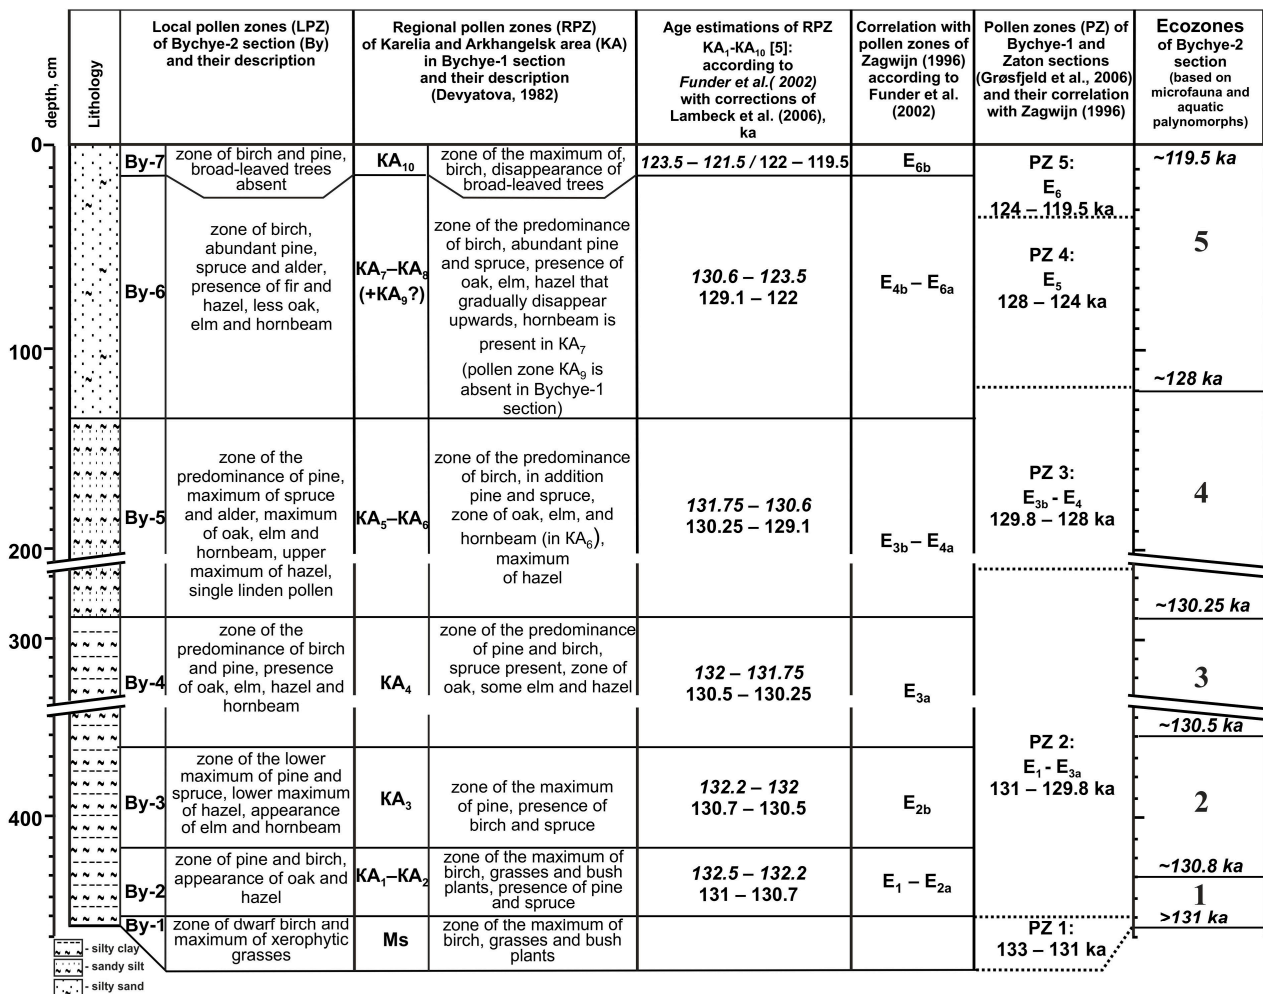 depth, cm
Lithology
Local pollen zones (LPZ)
of Bychye-2 section (By)
and their description
Regional pollen zones (RPZ)
of Karelia and Arkhangelsk area (KA)
in Bychye-1 section
and their description
(Devyatova, 1982)
Age estimations of RPZ
KA₁-KA₁₀ [5]:
according to
Funder et al.( 2002)
with corrections of
Lambeck et al. (2006),
ka
Correlation with
pollen zones of
Zagwijn (1996)
according to
Funder et al.
(2002)
Pollen zones (PZ) of
Bychye-1 and
Zaton sections
(Grøsfjeld et al., 2006)
and their correlation
with Zagwijn (1996)
Ecozones
of Bychye-2
section
(based on
microfauna and
aquatic
palynomorphs)
0
100
200
300
400
By-7
zone of birch and pine,
broad-leaved trees
absent
KA₁₀
zone of the maximum of,
birch, disappearance of
broad-leaved trees
123.5 – 121.5 / 122 – 119.5
E₆b
By-6
zone of birch,
abundant pine,
spruce and alder,
presence of fir and
hazel, less oak,
elm and hornbeam
KA₇–KA₈
(+KA₉?)
zone of the predominance
of birch, abundant pine
and spruce, presence of
oak, elm, hazel that
gradually disappear
upwards, hornbeam is
present in KA₇
(pollen zone KA₉ is
absent in Bychye-1
section)
130.6 – 123.5
129.1 – 122
E₄b – E₆a
By-5
zone of the
predominance of pine,
maximum of spruce
and alder, maximum
of oak, elm and
hornbeam, upper
maximum of hazel,
single linden pollen
KA₅–KA₆
zone of the predominance
of birch, in addition
pine and spruce,
zone of oak, elm, and
hornbeam (in KA₆),
maximum
of hazel
131.75 – 130.6
130.25 – 129.1
E₃b – E₄a
By-4
zone of the
predominance of birch
and pine, presence
of oak, elm, hazel and
hornbeam
KA₄
zone of the predominance
of pine and birch,
spruce present, zone of
oak, some elm and hazel
132 – 131.75
130.5 – 130.25
E₃a
By-3
zone of the lower
maximum of pine and
spruce, lower maximum
of hazel, appearance
of elm and hornbeam
KA₃
zone of the maximum
of pine, presence of
birch and spruce
132.2 – 132
130.7 – 130.5
E₂b
By-2
zone of pine and birch,
appearance of oak and
hazel
KA₁–KA₂
zone of the maximum of
birch, grasses and bush
plants, presence of pine
and spruce
132.5 – 132.2
131 – 130.7
E₁ – E₂a
By-1
zone of dwarf birch and
maximum of xerophytic
grasses
Ms
zone of the maximum of
birch, grasses and bush
plants
PZ 5:
E₆
124 – 119.5 ka
PZ 4:
E₅
128 – 124 ka
PZ 3:
E₃b - E₄
129.8 – 128 ka
PZ 2:
E₁ - E₃a
131 – 129.8 ka
PZ 1:
133 – 131 ka
~119.5 ka
5
~128 ka
4
~130.25 ka
3
~130.5 ka
2
~130.8 ka
1
>131 ka
- silty clay
- sandy silt
- silty sand